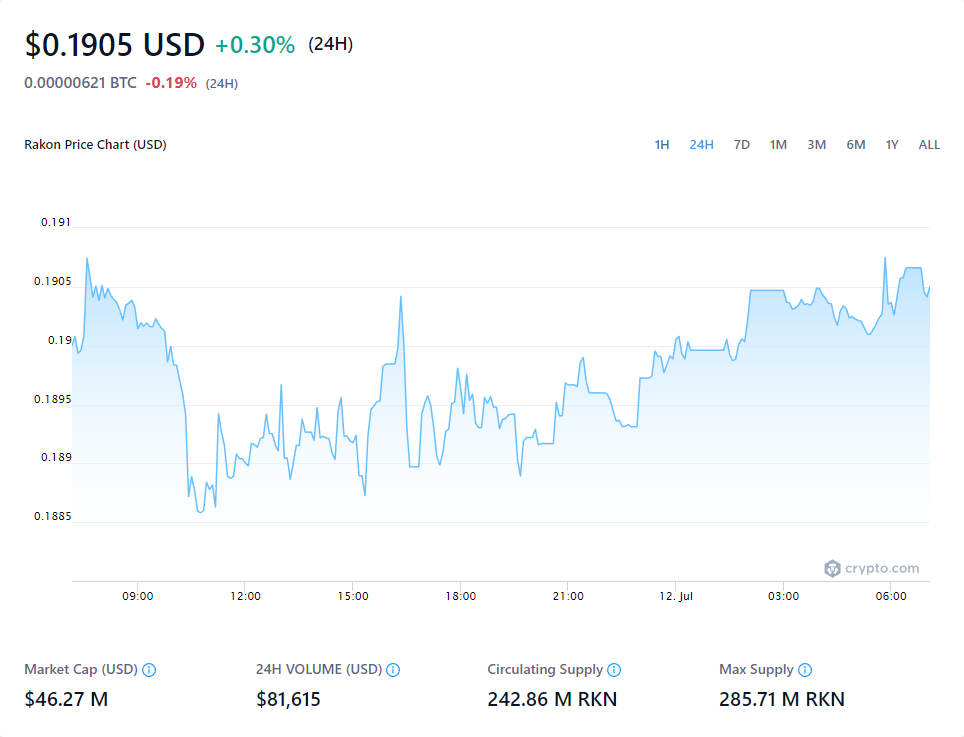 $0.1905 USD +0.30% (24H)
0.00000621 BTC -0.19% (24H)
Rakon Price Chart (USD) 1H 24H 7D 1M 3M 6M 1Y ALL
0.191
0.1905
0.19
0.1895
0.189
0.1885
crypto.com
09:00 12:00 15:00 18:00 21:00 12. Jul 03:00 06:00
Market Cap (USD) 24H VOLUME (USD) Circulating Supply Max Supply
$46.27 M $81,615 242.86 M RKN 285.71 M RKN